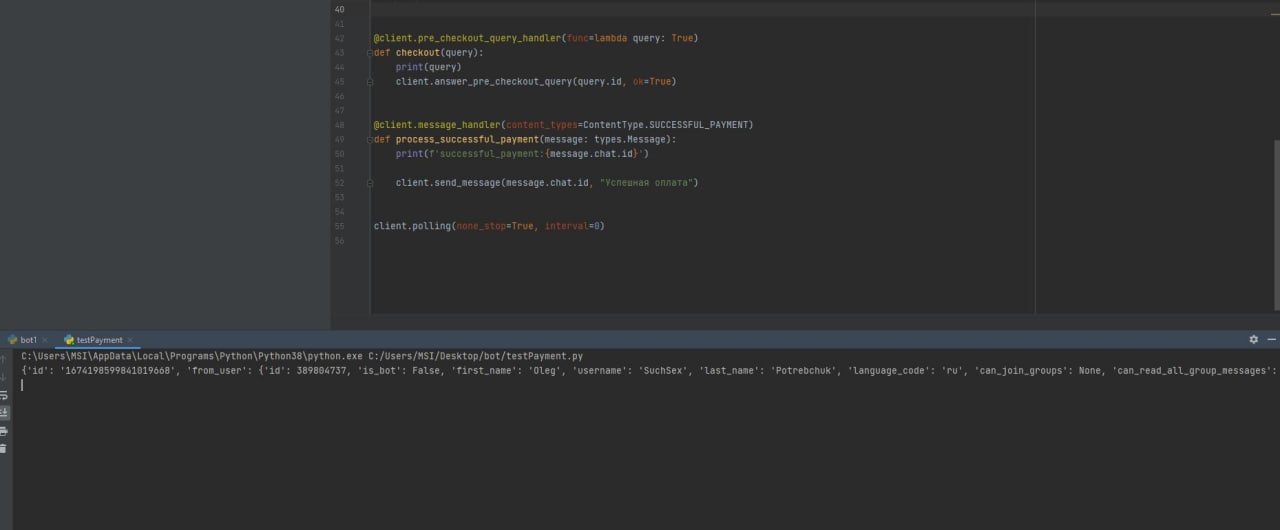 40
41
42 @client.pre_checkout_query_handler(func=lambda query: True)
43 def checkout(query):
44 print(query)
45 client.answer_pre_checkout_query(query.id, ok=True)
46
47
48 @client.message_handler(content_types=ContentType.SUCCESSFUL_PAYMENT)
49 def process_successful_payment(message: types.Message):
50 print(f'successful_payment:{message.chat.id}')
51
52 client.send_message(message.chat.id, "Успешная оплата")
53
54
55 client.polling(none_stop=True, interval=0)
56
bot1 × testPayment ×
C:\Users\MSI\AppData\Local\Programs\Python\Python38\python.exe C:/Users/MSI/Desktop/bot/testPayment.py
{'id': '1674198599841019668', 'from_user': {'id': 389804737, 'is_bot': False, 'first_name': 'Oleg', 'username': 'SuchSex', 'last_name': 'Potrebchuk', 'language_code': 'ru', 'can_join_groups': None, 'can_read_all_group_messages':